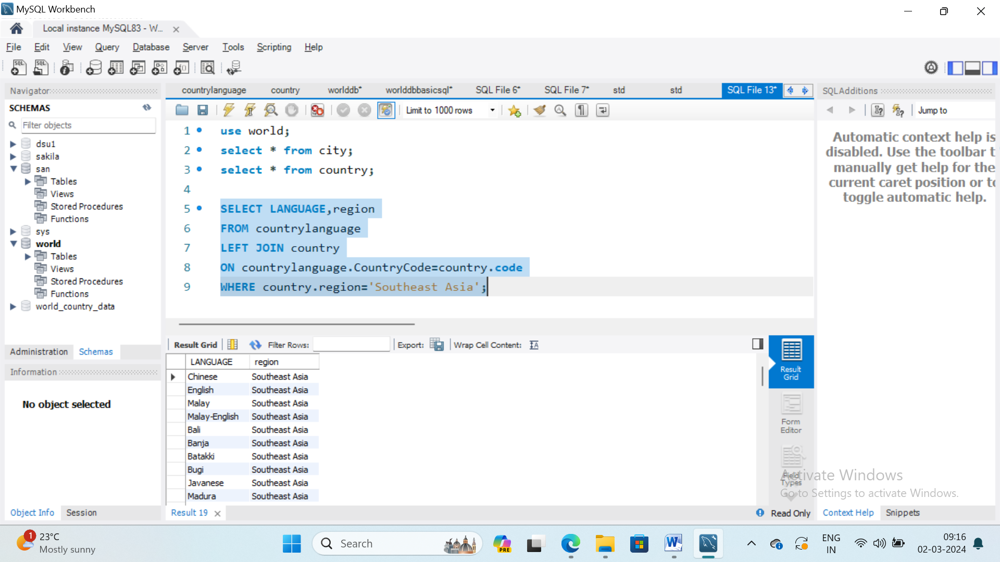 MySQL Workbench
Local instance MySQL83 - W...
File Edit View Query Database Server Tools Scripting Help
Navigator
SCHEMAS
Filter objects
dsu1
sakila
san
Tables
Views
Stored Procedures
Functions
sys
world
Tables
Views
Stored Procedures
Functions
world_country_data
Administration Schemas
Information
No object selected
Object Info Session
countrylanguage country worlddb* worlddbbasicsql* SQL File 6* SQL File 7* std std SQL File 13*
Limit to 1000 rows
1 use world;
2 select * from city;
3 select * from country;
4
5 SELECT LANGUAGE,region
6 FROM countrylanguage
7 LEFT JOIN country
8 ON countrylanguage.CountryCode=country.code
9 WHERE country.region='Southeast Asia';
Result Grid Filter Rows: Export: Wrap Cell Content:
LANGUAGE region
Chinese Southeast Asia
English Southeast Asia
Malay Southeast Asia
Malay-English Southeast Asia
Bali Southeast Asia
Banja Southeast Asia
Batakki Southeast Asia
Bugi Southeast Asia
Javanese Southeast Asia
Madura Southeast Asia
Result 19
Read Only
Result
Grid
Form
Editor
Field
Types
SQLAdditions
Jump to
Automatic context help is
disabled. Use the toolbar t
manually get help for the
current caret position or to
toggle automatic help.
Activate Windows
Go to Settings to activate Windows.
Context Help Snippets
1
23°C
Mostly sunny
Search
PRE
ENG
IN
09:16
02-03-2024